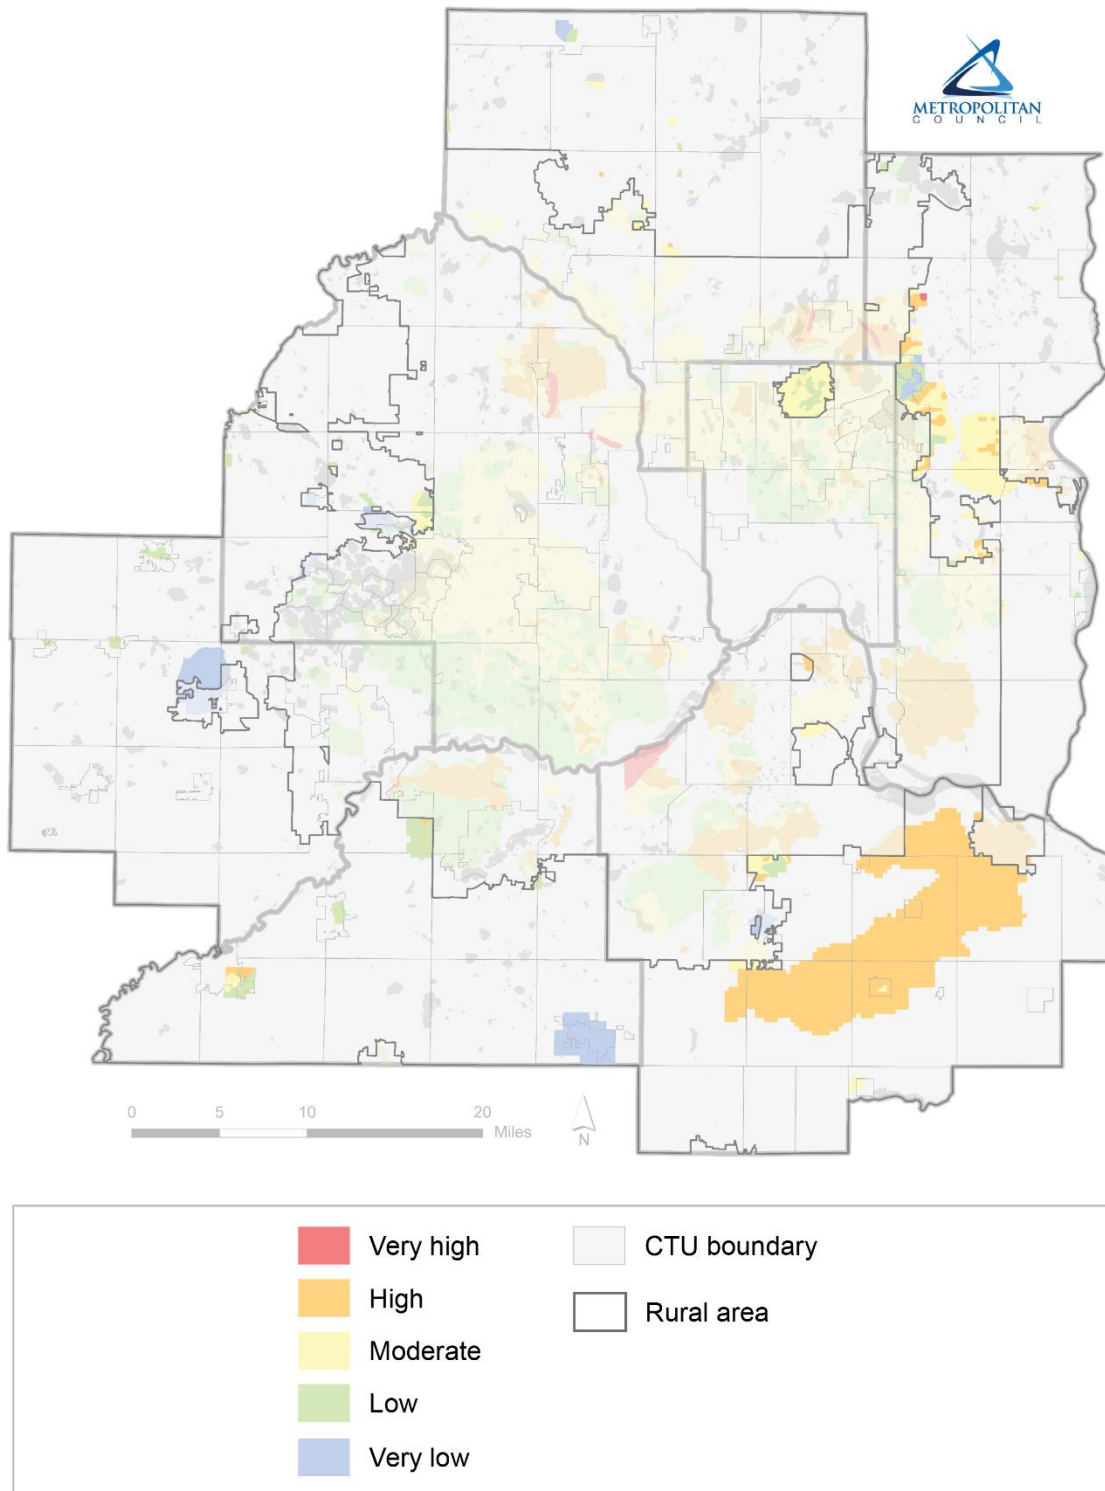 METROPOLITAN
COUNCIL
0 5 10 20
Miles
N
Very high
High
Moderate
Low
Very low
CTU boundary
Rural area